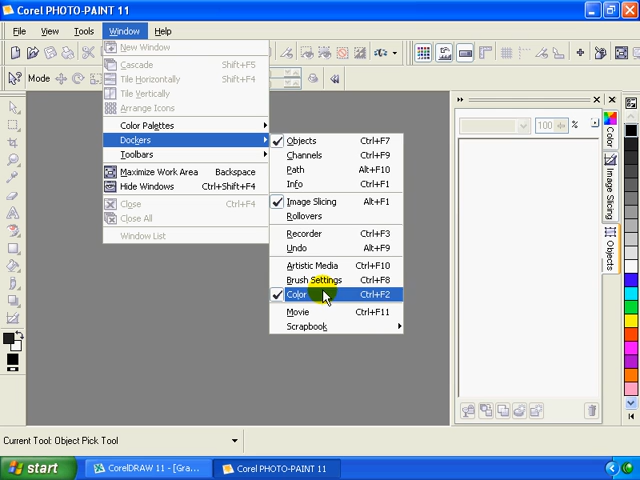 Corel PHOTO-PAINT 11
File View Tools Window Help
New Window
Cascade Shift+F5
Tile Horizontally Shift+F4
Tile Vertically
Arrange Icons
Color Palettes
Dockers
Toolbars
Maximize Work Area Backspace
Hide Windows Ctrl+Shift+F4
Close Ctrl+F4
Close All
Window List
Objects Ctrl+F7
Channels Ctrl+F9
Path Alt+F10
Info Ctrl+F1
Image Slicing Alt+F1
Rollovers
Recorder Ctrl+F3
Undo Alt+F9
Artistic Media Ctrl+F10
Brush Settings Ctrl+F8
Color Ctrl+F2
Movie Ctrl+F11
Scrapbook
Mode
100 %
Color
Image Slicing
Objects
Current Tool: Object Pick Tool
start
CorelDRAW 11 - [Gra...
Corel PHOTO-PAINT 11